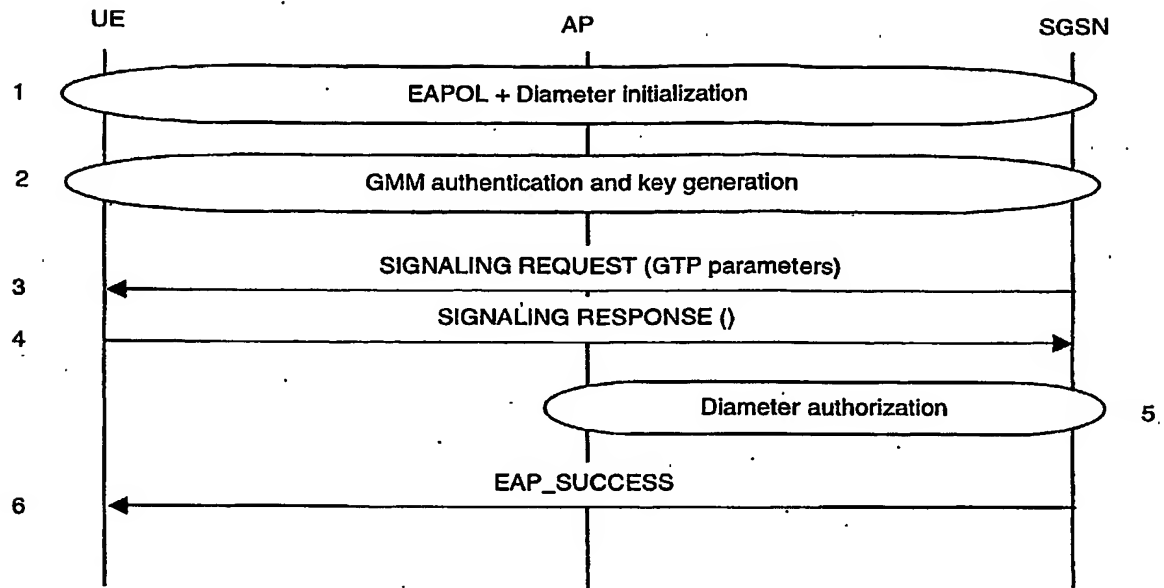 UE AP SGSN
1 EAPOL + Diameter initialization
2 GMM authentication and key generation
SIGNALING REQUEST (GTP parameters)
3
SIGNALING RESPONSE ()
4
Diameter authorization 5
EAP_SUCCESS
6